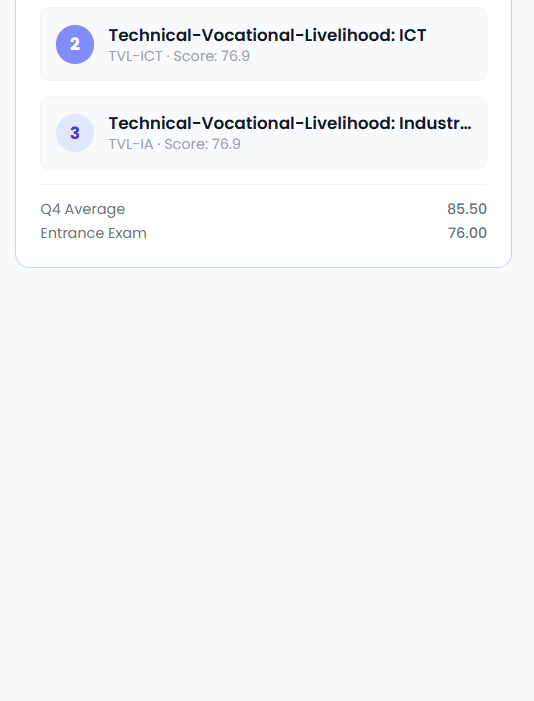 2
Technical-Vocational-Livelihood: ICT
TVL-ICT · Score: 76.9
3
Technical-Vocational-Livelihood: Industr...
TVL-IA · Score: 76.9
Q4 Average 85.50
Entrance Exam 76.00